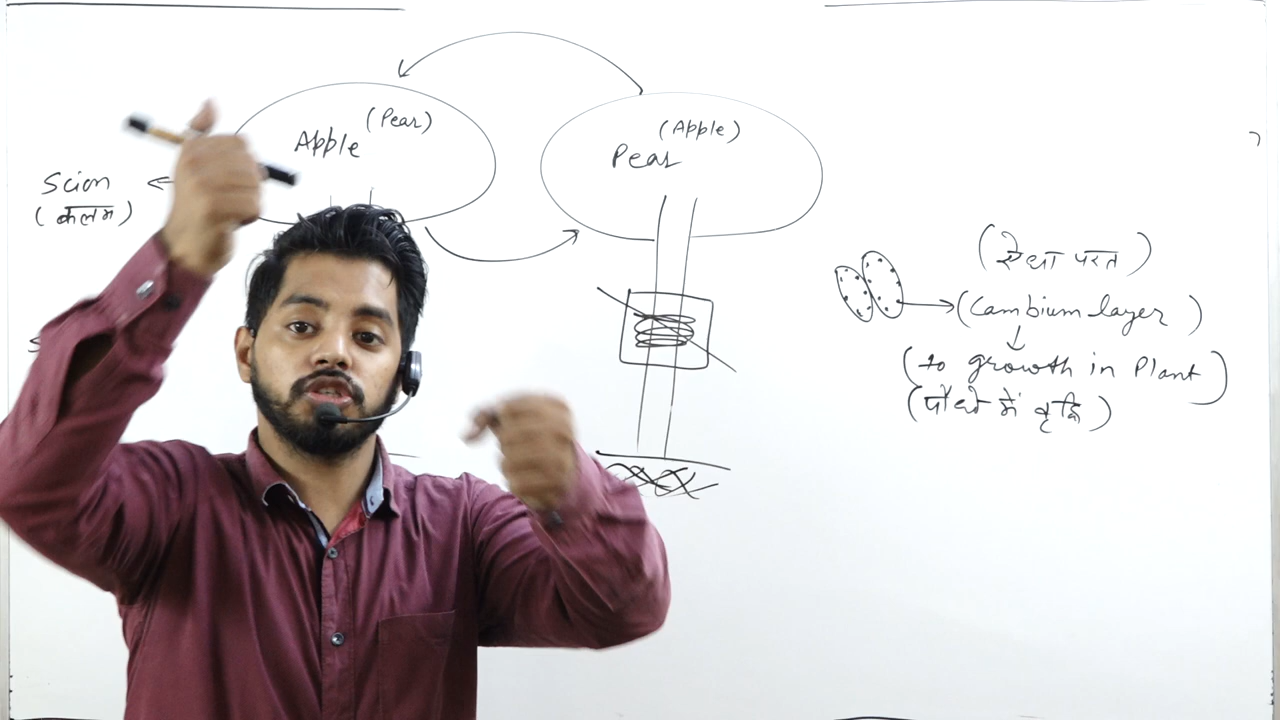 (Pear)
Apple
(Apple)
Pear
Scion
(कलम)
(ऐधा परत)
(Cambium layer)
(to growth in Plant)
(पौधो में वृद्धि)